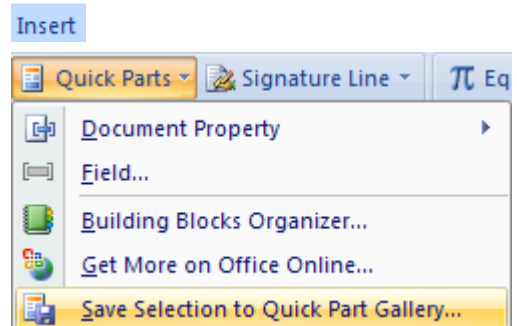 Insert
Quick Parts Signature Line π Eq
Document Property
Field...
Building Blocks Organizer...
Get More on Office Online...
Save Selection to Quick Part Gallery...